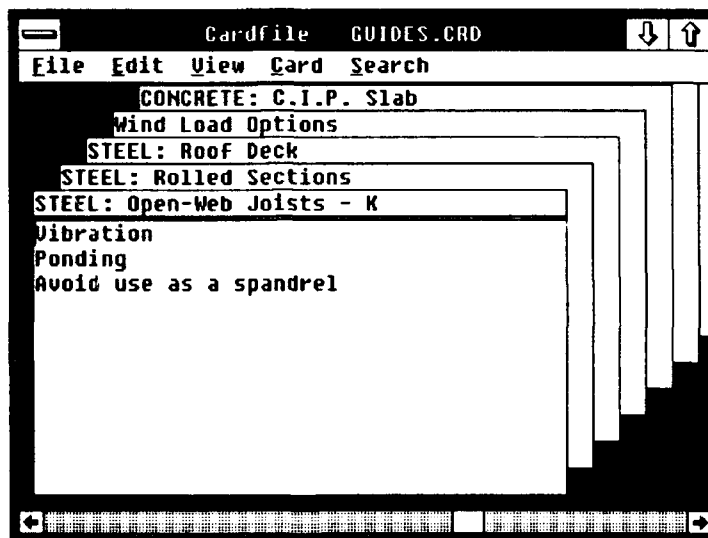 Cardfile GUIDES.CRD
File Edit View Card Search
CONCRETE: C.I.P. Slab
Wind Load Options
STEEL: Roof Deck
STEEL: Rolled Sections
STEEL: Open-Web Joists - K
Vibration
Ponding
Avoid use as a spandrel